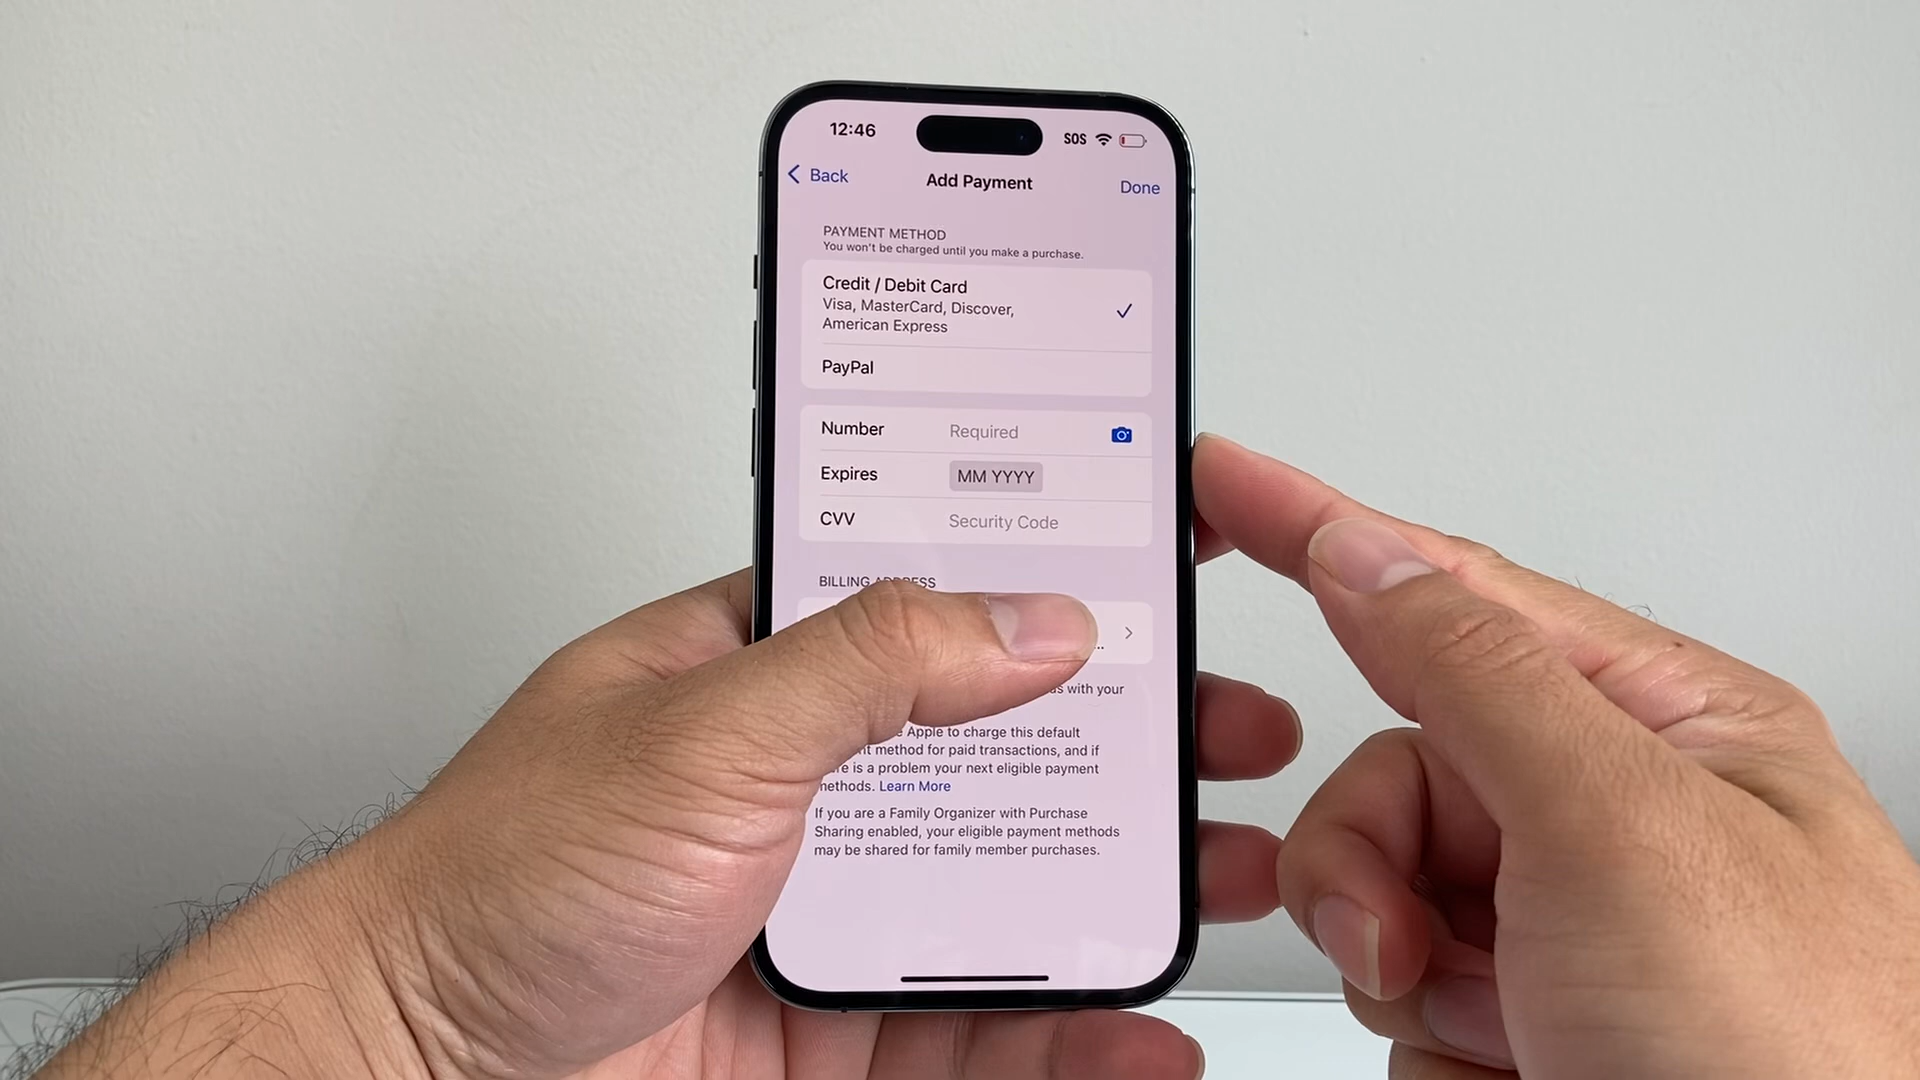 12:46 SOS
Back Add Payment Done
PAYMENT METHOD
You won't be charged until you make a purchase.
Credit / Debit Card
Visa, MasterCard, Discover,
American Express
PayPal
Number Required
Expires MM YYYY
CVV Security Code
BILLING ADDRESS
...
with your
Apple to charge this default
method for paid transactions, and if
is a problem your next eligible payment
methods. Learn More
If you are a Family Organizer with Purchase
Sharing enabled, your eligible payment methods
may be shared for family member purchases.